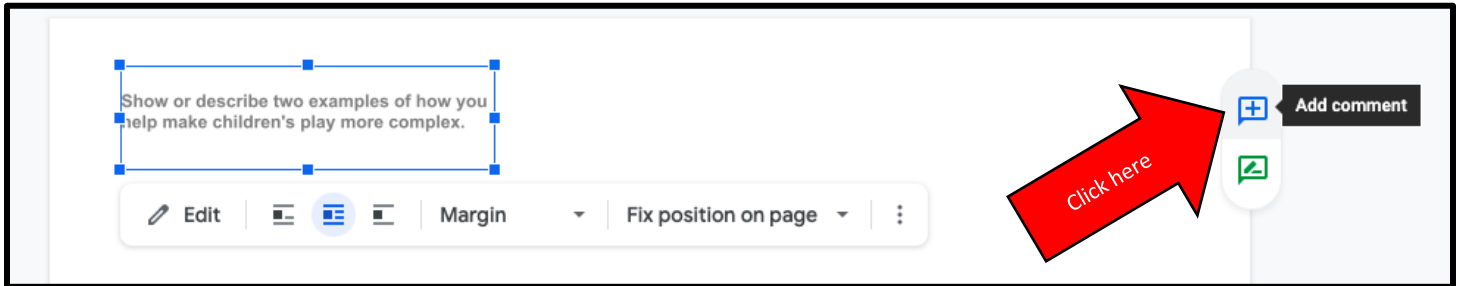 Show or describe two examples of how you
help make children's play more complex.
Add comment
Click here
Edit
Margin
Fix position on page